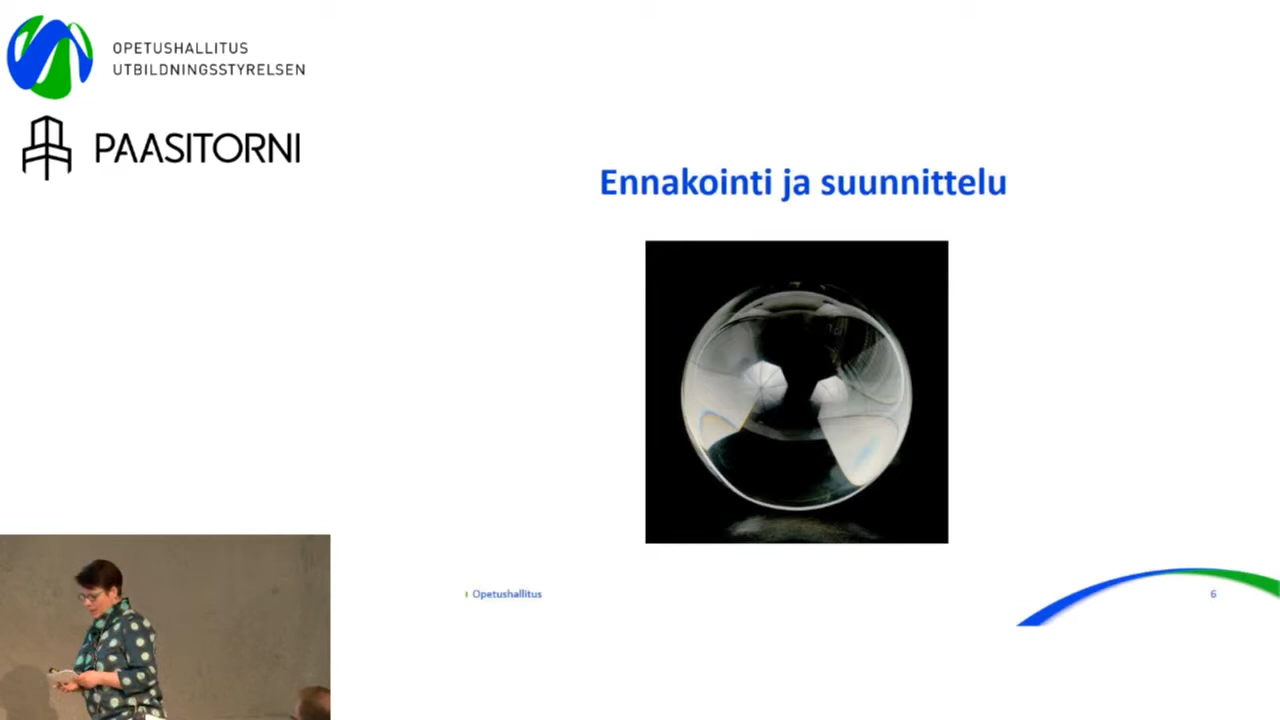 OPETUSHALLITUS
UTBILDNINGSSTYRELSEN
PAASITORNI
Ennakointi ja suunnittelu
Opetushallitus
6